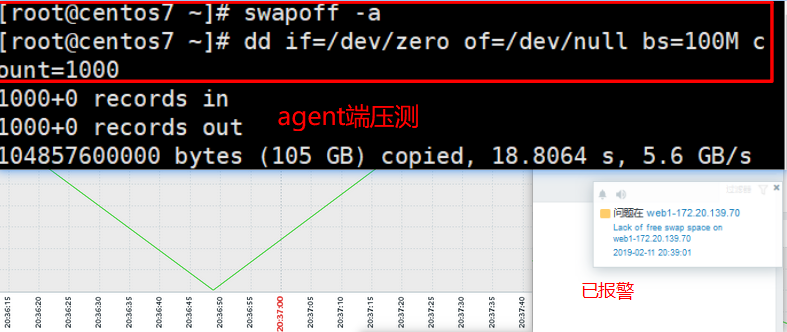 [root@centos7 ~]# swapoff -a
[root@centos7 ~]# dd if=/dev/zero of=/dev/null bs=100M c
ount=1000
1000+0 records in
1000+0 records out
agent端压测
104857600000 bytes (105 GB) copied, 18.8064 s, 5.6 GB/s
过滤器
问题在 web1-172.20.139.70
Lack of free swap space on
web1-172.20.139.70
2019-02-11 20:39:01
已报警
20:36:15
20:36:20
20:36:25
20:36:30
20:36:35
20:36:40
20:36:45
20:36:50
20:36:55
20:37:00
20:37:05
20:37:10
20:37:15
20:37:20
20:37:25
20:37:30
20:37:35
20:37:40